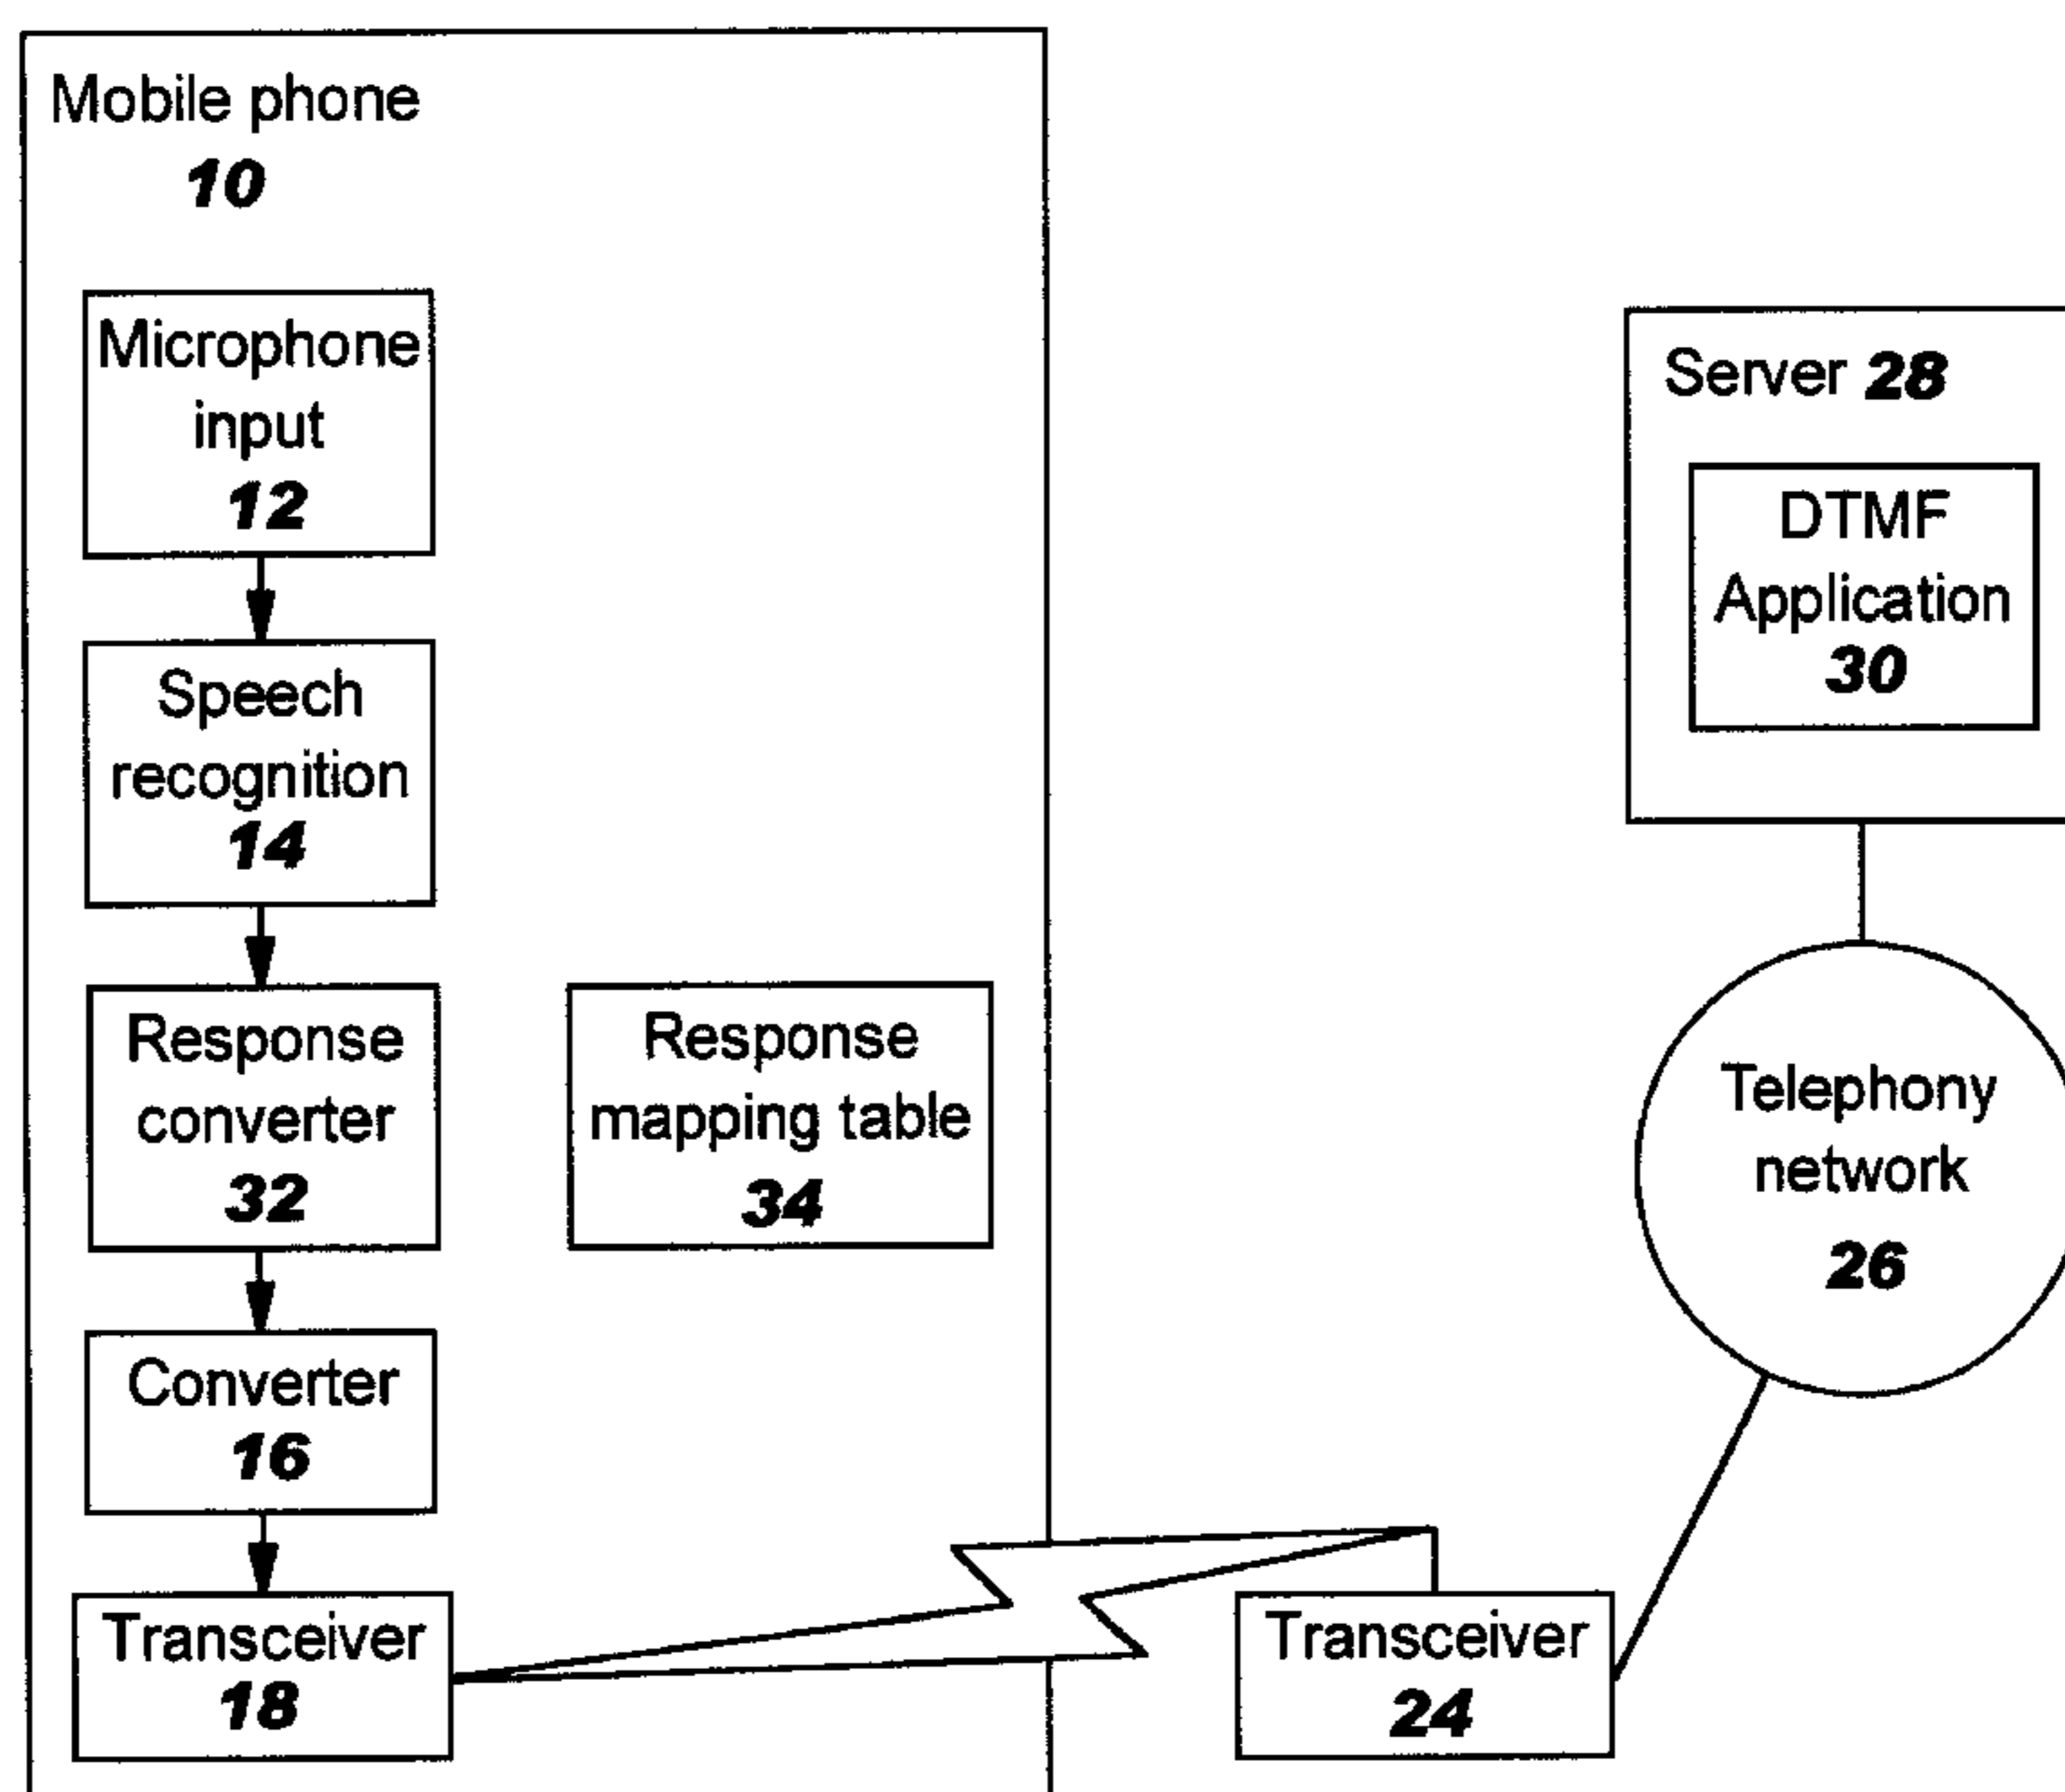 Mobile phone
10
Microphone
input
12
Speech
recognition
14
Response
converter
32
Response
mapping table
34
Converter
16
Transceiver
18
Transceiver
24
Server 28
DTMF
Application
30
Telephony
network
26